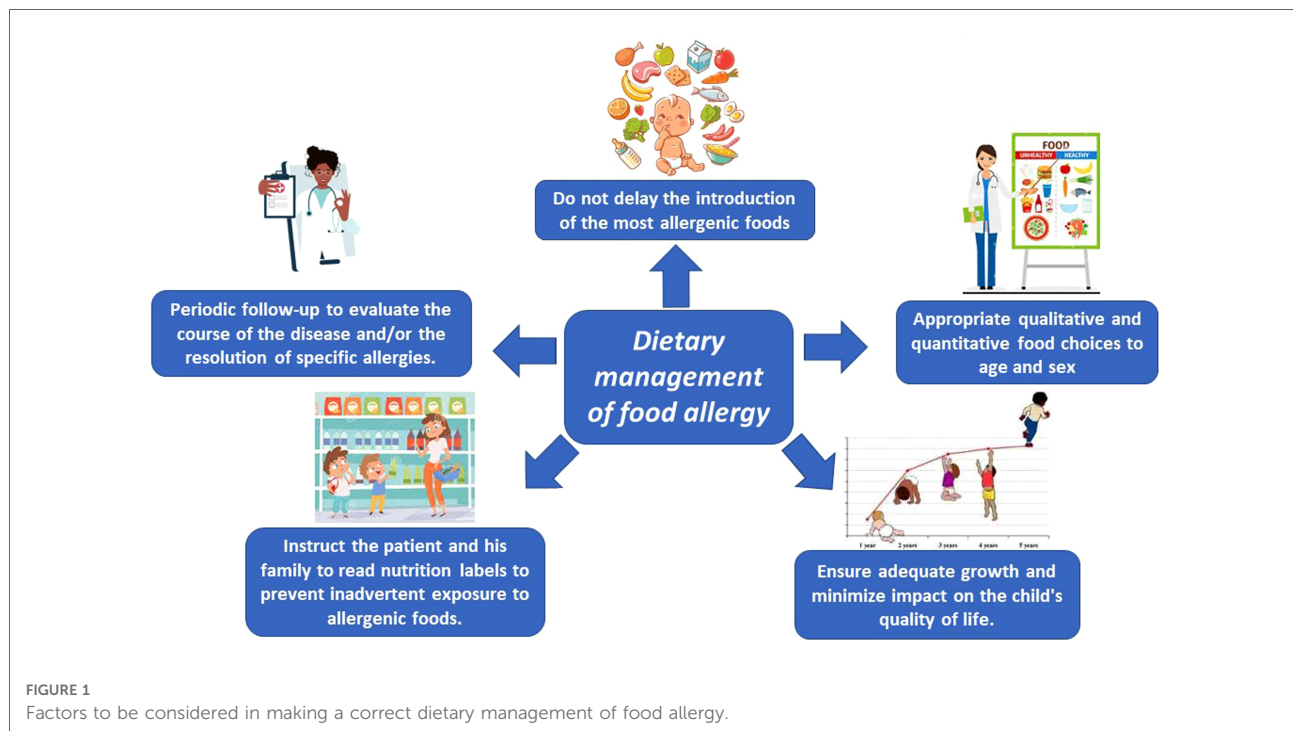 Do not delay the introduction
of the most allergenic foods
FOOD
UNHEALTHY HEALTHY
Periodic follow-up to evaluate the
course of the disease and/or the
resolution of specific allergies.
Dietary
management
of food allergy
Appropriate qualitative and
quantitative food choices to
age and sex
1 year 2 years 3 years 4 years 5 years
Instruct the patient and his
family to read nutrition labels to
prevent inadvertent exposure to
allergenic foods.
Ensure adequate growth and
minimize impact on the child's
quality of life.
FIGURE 1
Factors to be considered in making a correct dietary management of food allergy.